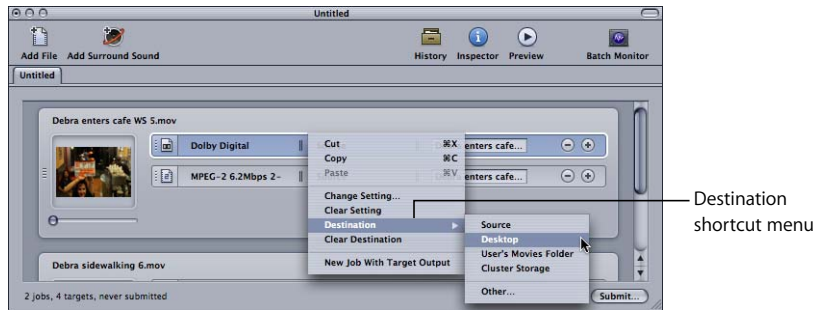 Untitled
Add File
Add Surround Sound
History
Inspector
Preview
Batch Monitor
Untitled
Debra enters cafe WS 5.mov
Dolby Digital
enters cafe...
MPEG-2 6.2Mbps 2-
enters cafe...
Cut ⌘X
Copy ⌘C
Paste ⌘V
Change Setting...
Clear Setting
Destination
Clear Destination
New Job With Target Output
Source
Desktop
User's Movies Folder
Cluster Storage
Other...
Destination
shortcut menu
Debra sidewalking 6.mov
2 jobs, 4 targets, never submitted
Submit...